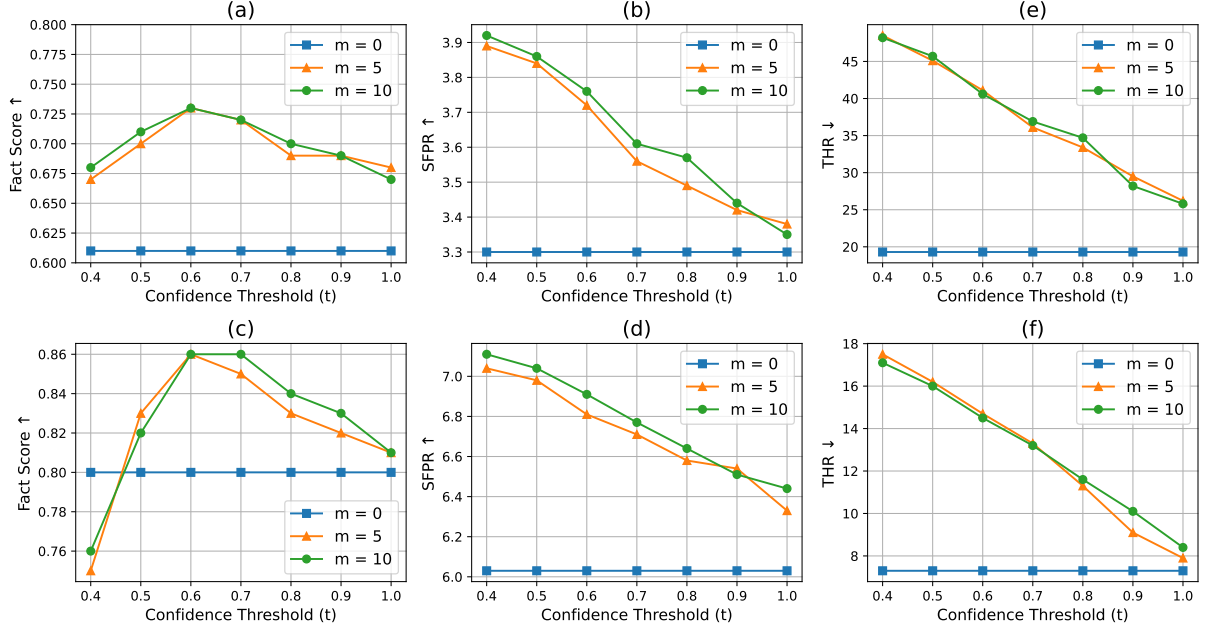 (a)
0.800
0.775
0.750
0.725
0.700
0.675
0.650
0.625
0.600
Fact Score ↑
m = 0
m = 5
m = 10
0.4 0.5 0.6 0.7 0.8 0.9 1.0
Confidence Threshold (t)
(b)
3.9
3.8
3.7
3.6
3.5
3.4
3.3
SFPR ↑
m = 0
m = 5
m = 10
0.4 0.5 0.6 0.7 0.8 0.9 1.0
Confidence Threshold (t)
(e)
45
40
35
30
25
20
THR ↓
m = 0
m = 5
m = 10
0.4 0.5 0.6 0.7 0.8 0.9 1.0
Confidence Threshold (t)
(c)
0.86
0.84
0.82
0.80
0.78
0.76
Fact Score ↑
m = 0
m = 5
m = 10
0.4 0.5 0.6 0.7 0.8 0.9 1.0
Confidence Threshold (t)
(d)
7.0
6.8
6.6
6.4
6.2
6.0
SFPR ↑
m = 0
m = 5
m = 10
0.4 0.5 0.6 0.7 0.8 0.9 1.0
Confidence Threshold (t)
(f)
18
16
14
12
10
8
THR ↓
m = 0
m = 5
m = 10
0.4 0.5 0.6 0.7 0.8 0.9 1.0
Confidence Threshold (t)